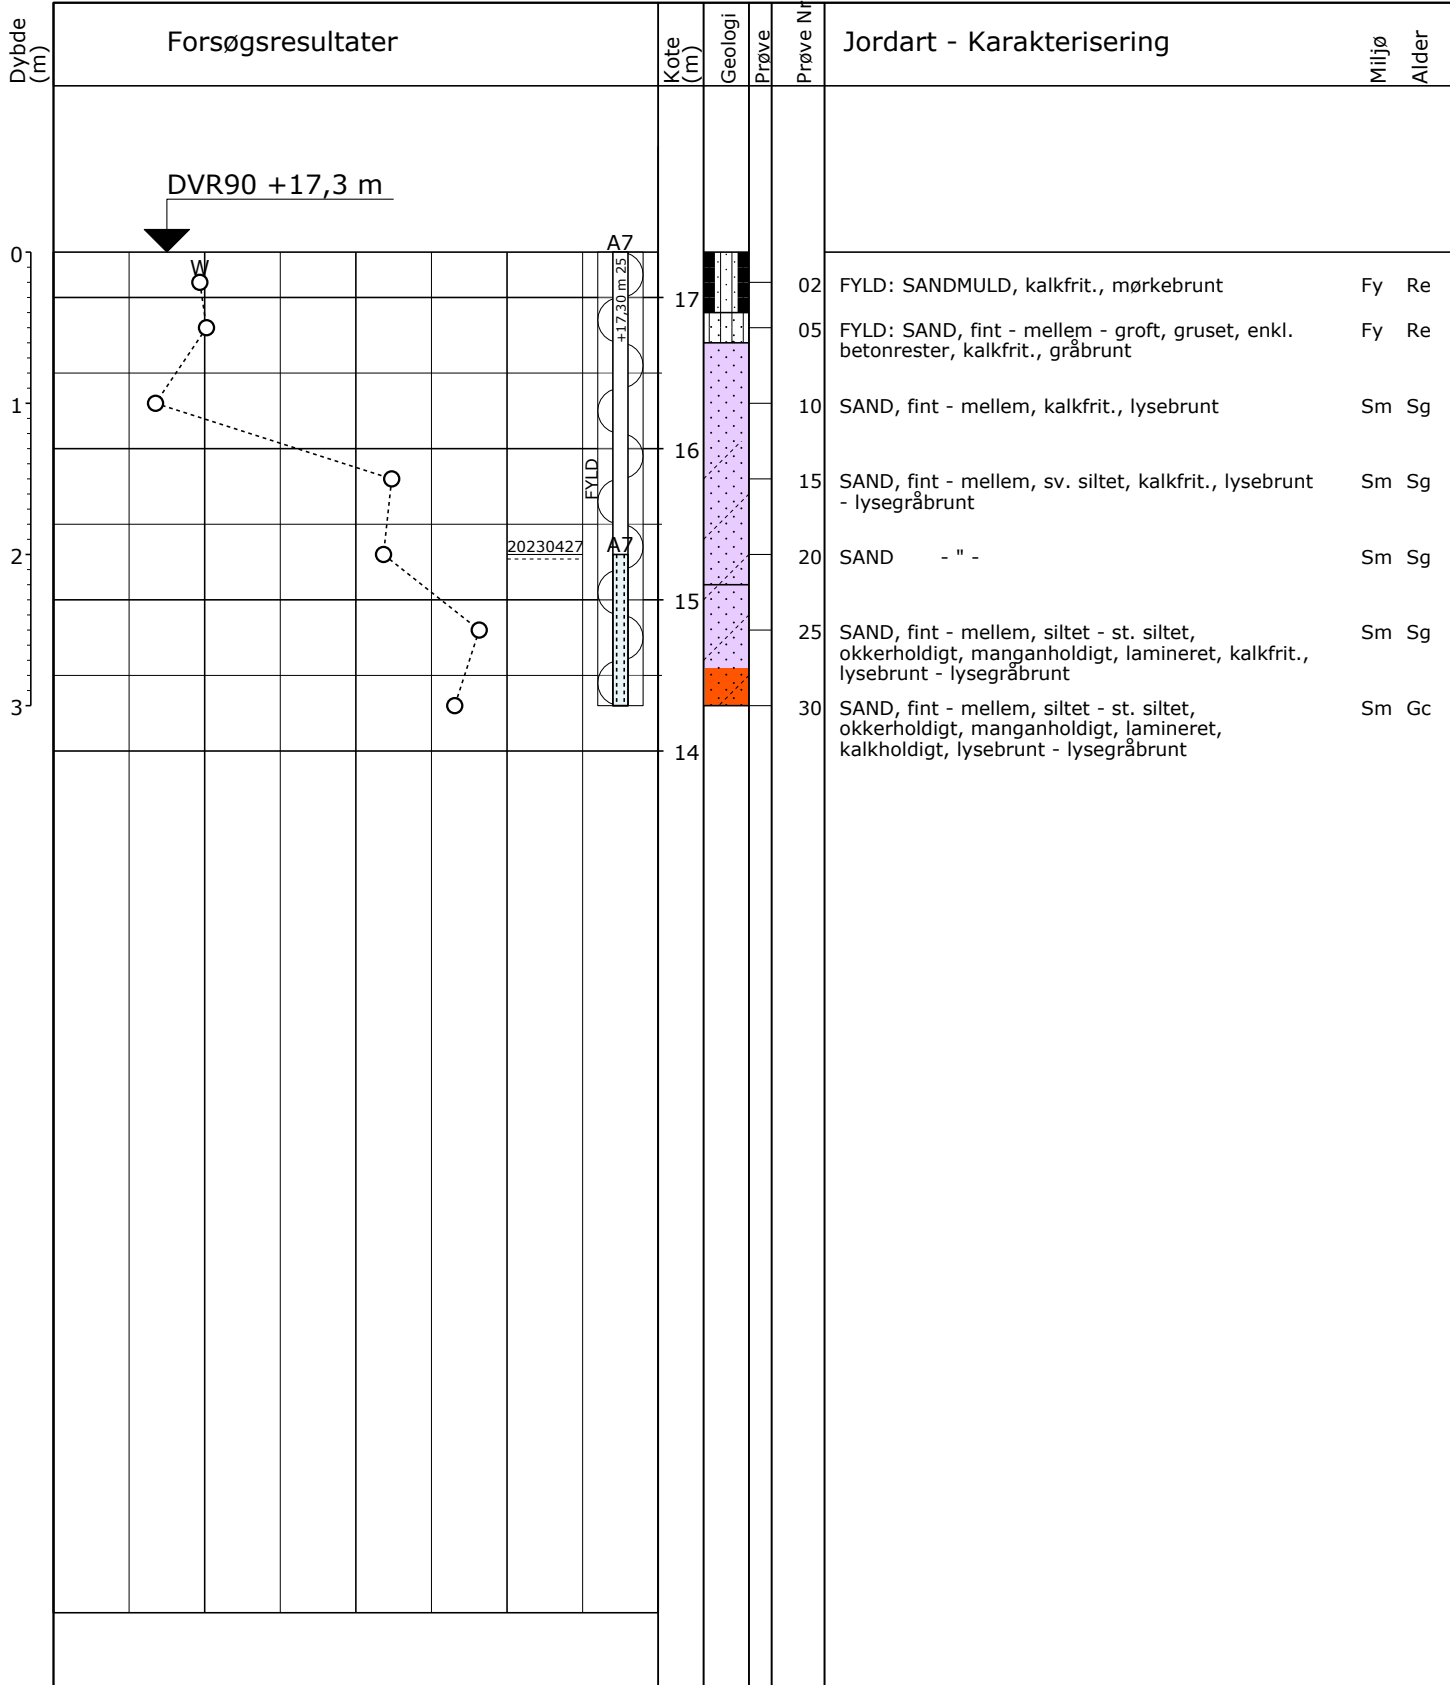 Dybde
(m)
Forsøgsresultater
Kote
(m)
Geologi
Prøve
Prøve Nr
Jordart - Karakterisering
Miljø
Alder
DVR90 +17,3 m
A7
0
W
+17,30 m 25
17
02 FYLD: SANDMULD, kalkfrit., mørkebrunt Fy Re
05 FYLD: SAND, fint - mellem - groft, gruset, enkl. Fy Re
betonrester, kalkfrit., gråbrunt
1
10 SAND, fint - mellem, kalkfrit., lysebrunt Sm Sg
16
FYLD
15 SAND, fint - mellem, sv. siltet, kalkfrit., lysebrunt Sm Sg
- lysegråbrunt
2
20230427
A7
20 SAND - " - Sm Sg
15
25 SAND, fint - mellem, siltet - st. siltet, Sm Sg
okkerholdigt, manganholdigt, lamineret, kalkfrit.,
lysebrunt - lysegråbrunt
3
30 SAND, fint - mellem, siltet - st. siltet, Sm Gc
okkerholdigt, manganholdigt, lamineret,
kalkholdigt, lysebrunt - lysegråbrunt
14